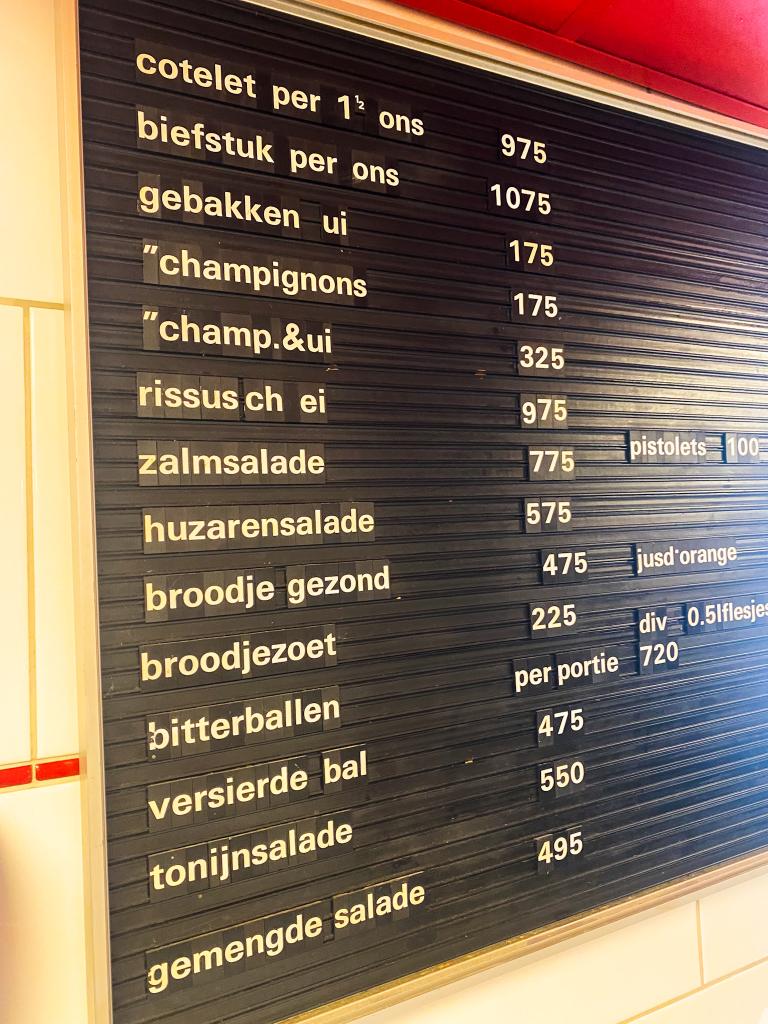 cotelet per 1½ ons 975
biefstuk per ons 1075
gebakken ui 175
"champignons 175
"champ.&ui 325
rissusch ei 975
zalmsalade 775 pistolets 100
huzarensalade 575
broodje gezond 475 jusd'orange
broodjezoet 225 div 0.5lflesjes
bitterballen per portie 720
versierde bal 475
tonijnsalade 550
gemengde salade 495